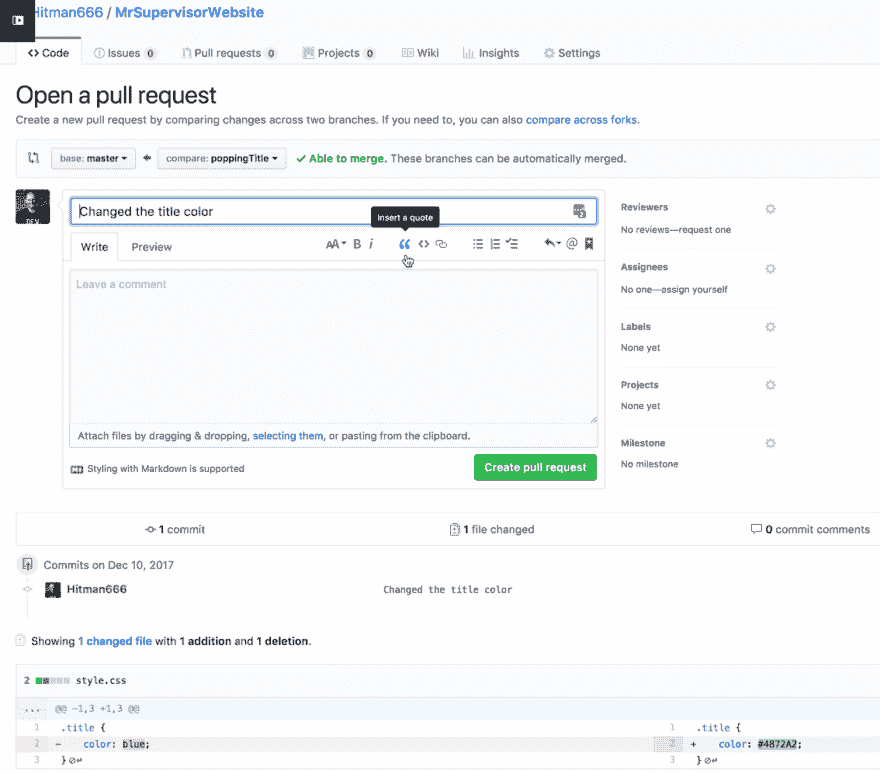 Hitman666 / MrSupervisorWebsite
Code Issues 0 Pull requests 0 Projects 0 Wiki Insights Settings
Open a pull request
Create a new pull request by comparing changes across two branches. If you need to, you can also compare across forks.
base: master compare: poppingTitle Able to merge. These branches can be automatically merged.
Changed the title color
Insert a quote
Write Preview AA B i
Leave a comment
Attach files by dragging & dropping, selecting them, or pasting from the clipboard.
Styling with Markdown is supported
Create pull request
Reviewers
No reviews—request one
Assignees
No one—assign yourself
Labels
None yet
Projects
None yet
Milestone
No milestone
1 commit 1 file changed 0 commit comments
Commits on Dec 10, 2017
Hitman666 Changed the title color
Showing 1 changed file with 1 addition and 1 deletion.
2 style.css
... @@ -1,3 +1,3 @@
1 .title { 1 .title {
2 - color: blue; 2 + color: #4872A2;
3 } 3 }